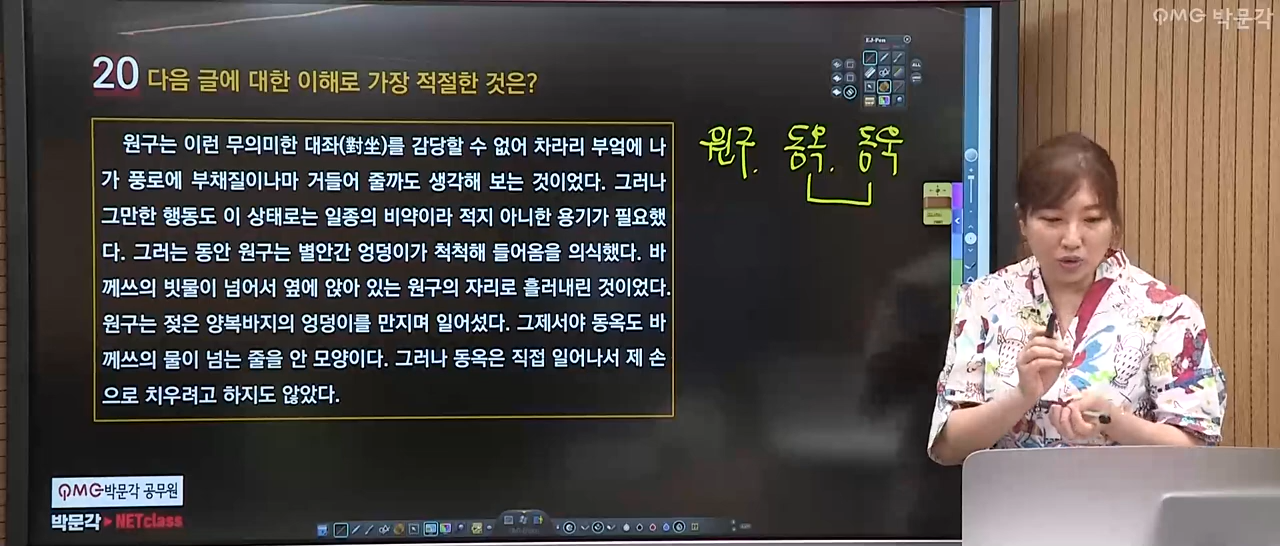 QMG 박문각
20 다음 글에 대한 이해로 가장 적절한 것은?
EJ-Pen
원구는 이런 무의미한 대좌(對坐)를 감당할 수 없어 차라리 부엌에 나
가 풍로에 부채질이나마 거들어 줄까도 생각해 보는 것이었다. 그러나
그만한 행동도 이 상태로는 일종의 비약이라 적지 아니한 용기가 필요했
다. 그러는 동안 원구는 별안간 엉덩이가 척척해 들어옴을 의식했다. 바
께쓰의 빗물이 넘어서 옆에 앉아 있는 원구의 자리로 흘러내린 것이었다.
원구는 젖은 양복바지의 엉덩이를 만지며 일어섰다. 그제서야 동옥도 바
께쓰의 물이 넘는 줄을 안 모양이다. 그러나 동옥은 직접 일어나서 제 손
으로 치우려고 하지도 않았다.
원구. 동옥. 동욱
QMG박문각 공무원
박문각 NETclass